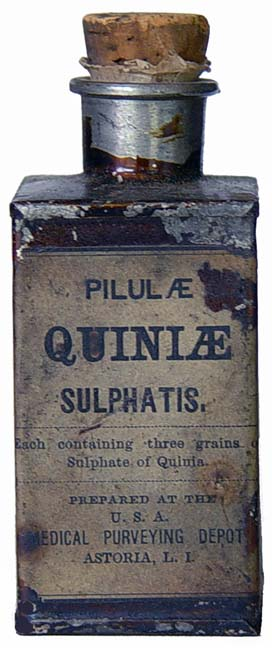 PILULÆ
QUINIÆ
SULPHATIS.
Each containing three grains
Sulphate of Quinia.
PREPARED AT THE
U. S. A.
MEDICAL PURVEYING DEPOT
ASTORIA, L. I.